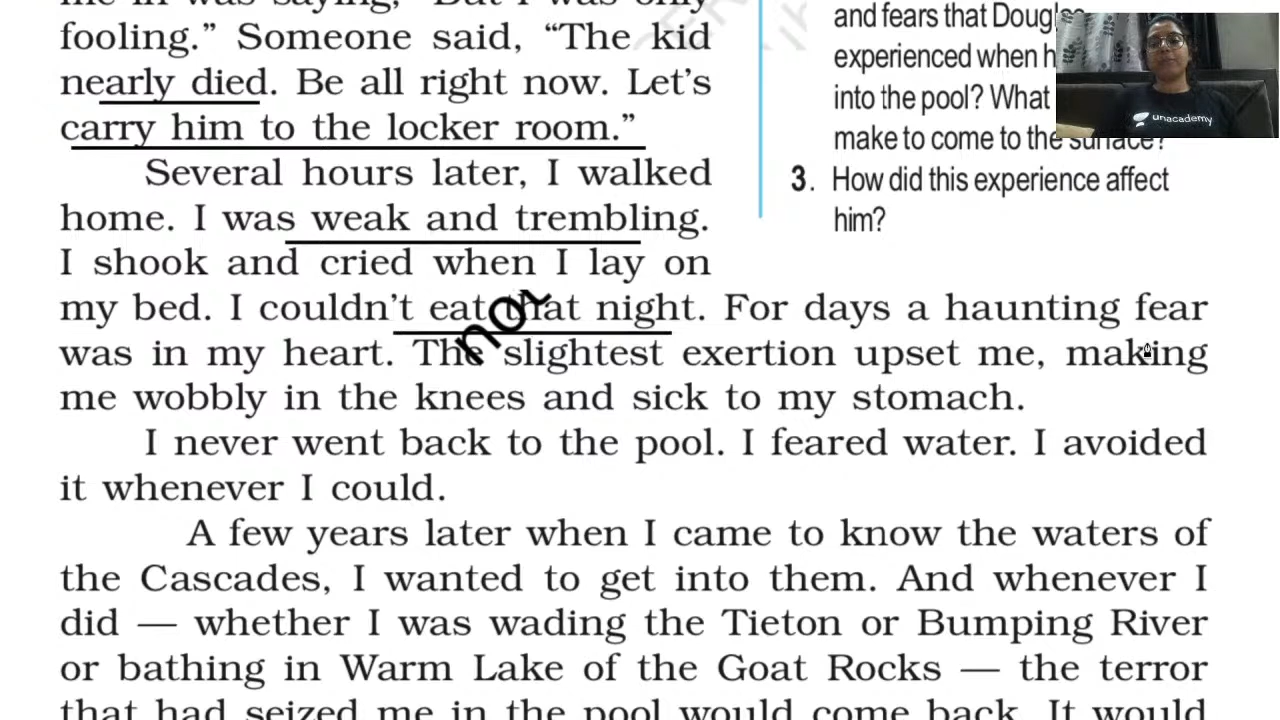 me in was saying, "But I was only
fooling." Someone said, "The kid
nearly died. Be all right now. Let's
carry him to the locker room."
Several hours later, I walked
home. I was weak and trembling.
I shook and cried when I lay on
my bed. I couldn't eat that night. For days a haunting fear
was in my heart. The slightest exertion upset me, making
me wobbly in the knees and sick to my stomach.
I never went back to the pool. I feared water. I avoided
it whenever I could.
A few years later when I came to know the waters of
the Cascades, I wanted to get into them. And whenever I
did — whether I was wading the Tieton or Bumping River
or bathing in Warm Lake of the Goat Rocks — the terror
that had seized me in the pool would come back. It would
and fears that
experienced when
into the pool? What
make to come to the surface?
3. How did this experience affect
him?
unacademy
not